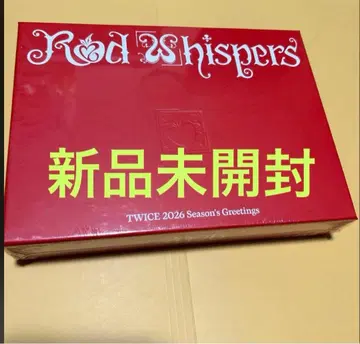 Red Whispers
新品未開封
TWICE 2026 Season's Greetings